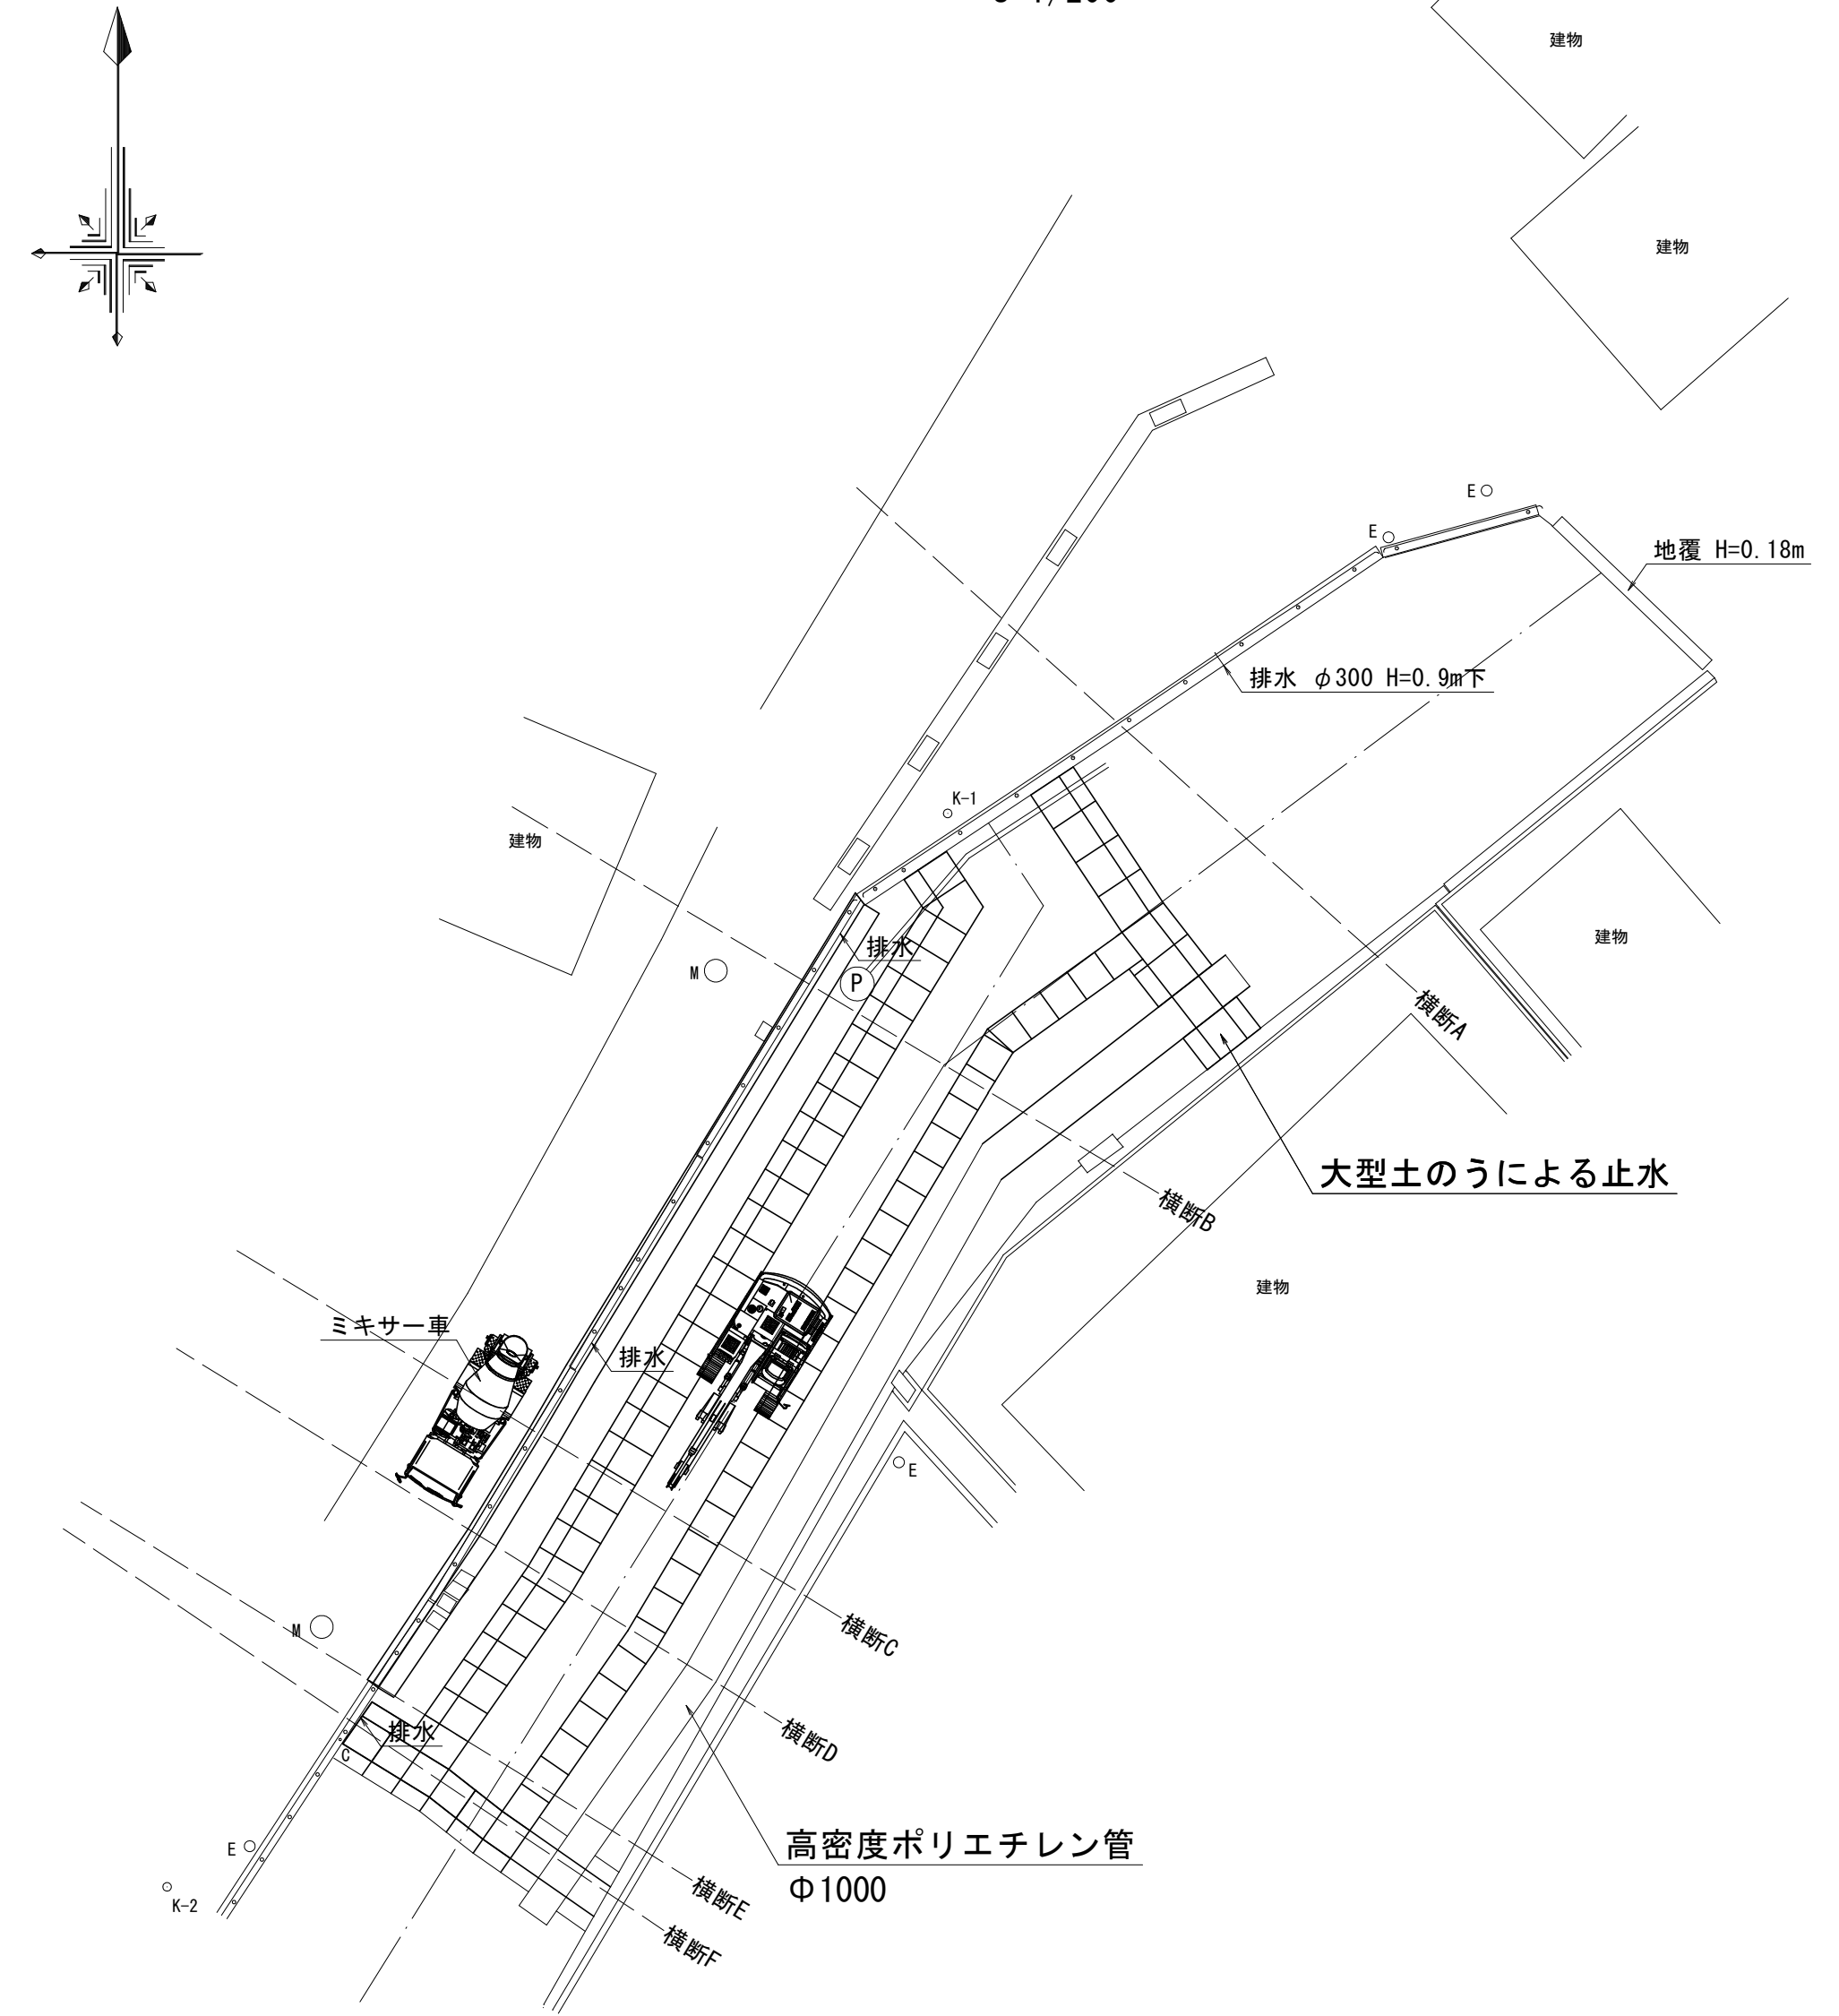 建物
建物
E
E
地覆 H=0.18m
排水 φ300 H=0.9m下
K-1
建物
建物
排水
M
P
横断A
大型土のうによる止水
横断B
建物
ミキサー車
排水
E
横断C
M
排水
横断D
C
高密度ポリエチレン管
Φ1000
E
横断E
K-2
横断F